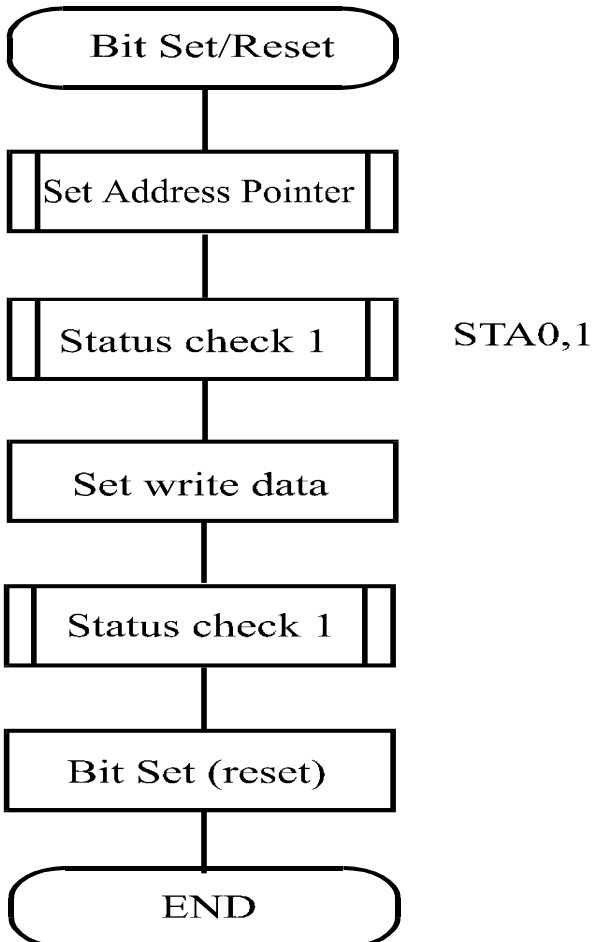 Bit Set/Reset
Set Address Pointer
Status check 1
STA0,1
Set write data
Status check 1
Bit Set (reset)
END